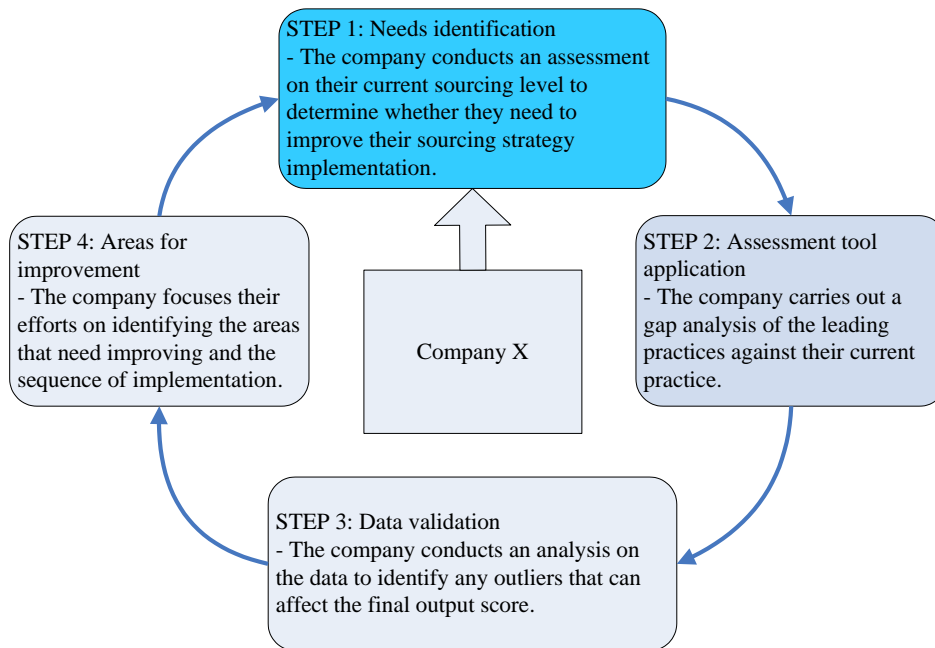 STEP 1: Needs identification
- The company conducts an assessment
on their current sourcing level to
determine whether they need to
improve their sourcing strategy
implementation.
STEP 2: Assessment tool
application
- The company carries out a
gap analysis of the leading
practices against their current
practice.
STEP 3: Data validation
- The company conducts an analysis on
the data to identify any outliers that can
affect the final output score.
STEP 4: Areas for
improvement
- The company focuses their
efforts on identifying the areas
that need improving and the
sequence of implementation.
Company X